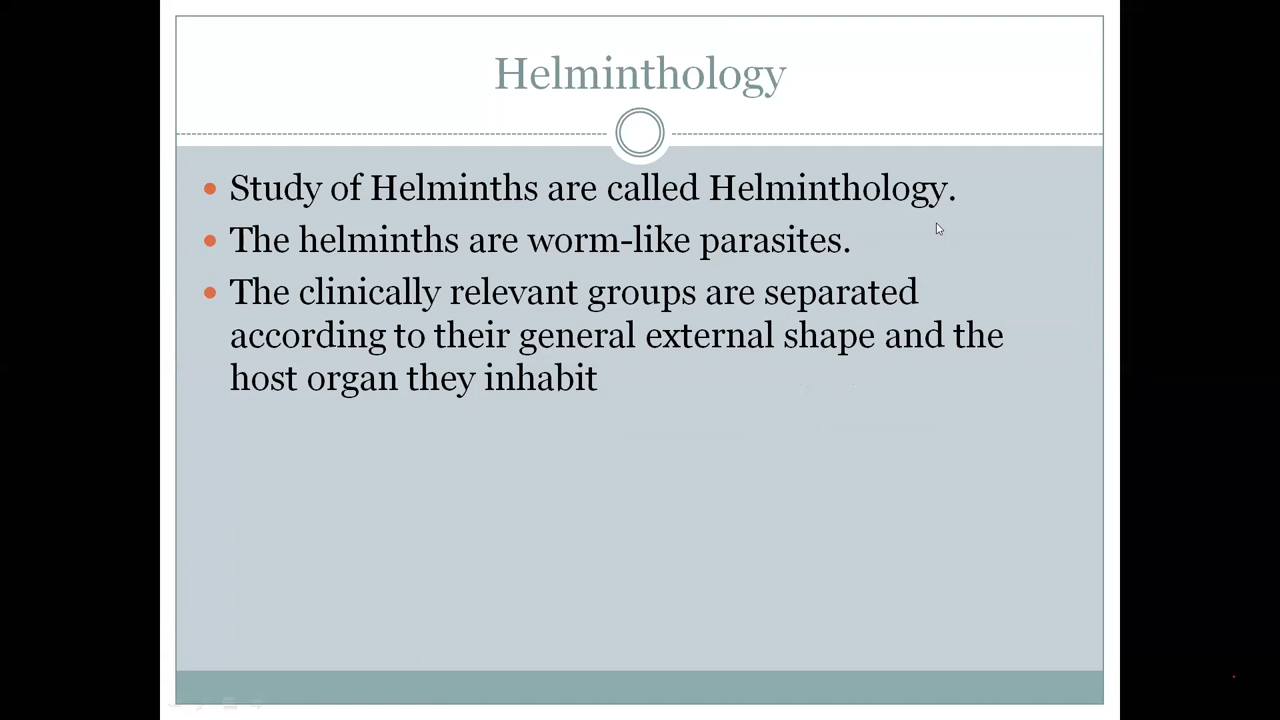 Helminthology
• Study of Helminths are called Helminthology.
• The helminths are worm-like parasites.
• The clinically relevant groups are separated
according to their general external shape and the
host organ they inhabit